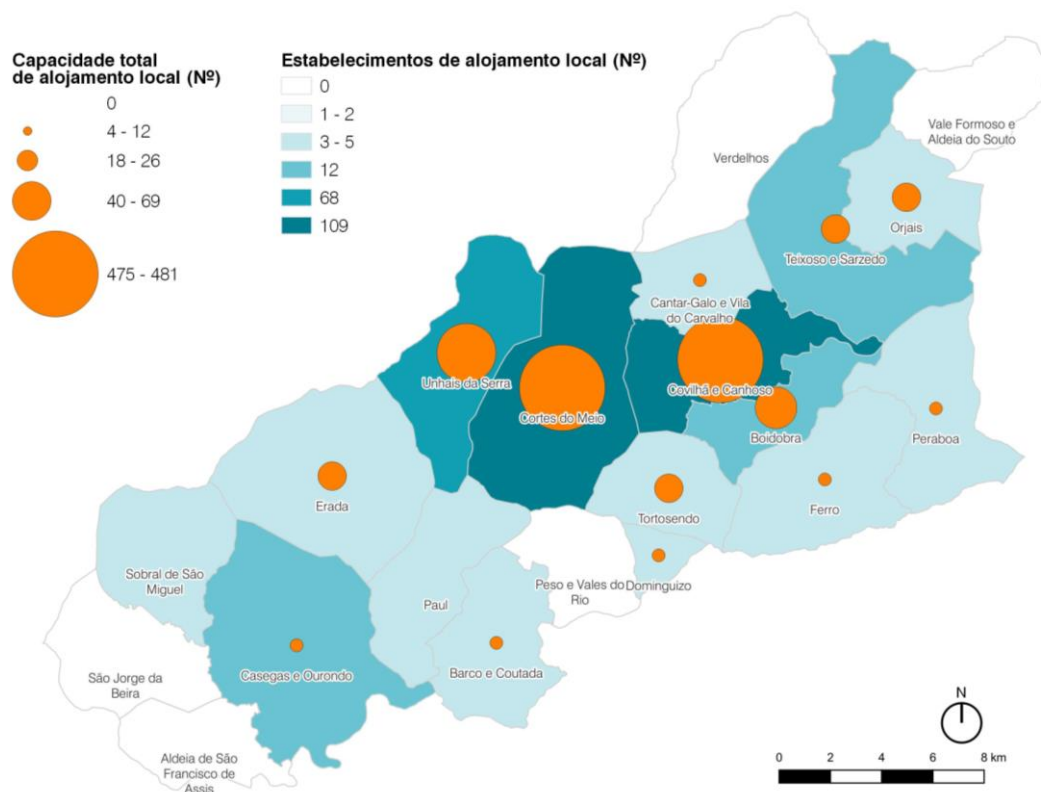 Capacidade total
de alojamento local (Nº)
0
4 - 12
18 - 26
40 - 69
475 - 481
Estabelecimentos de alojamento local (Nº)
0
1 - 2
3 - 5
12
68
109
Vale Formoso e
Aldeia do Souto
Verdelhos
Orjais
Teixoso e Sarzedo
Cantar-Galo e Vila
do Carvalho
Unhais da Serra
Covilhã e Canhoso
Cortes do Meio
Boidobra
Peraboa
Erada
Tortosendo
Ferro
Sobral de São
Miguel
Paul
Peso e Vales do
Rio
Dominguizo
São Jorge da
Beira
Casegas e Ourondo
Barco e Coutada
Aldeia de São
Francisco de
Assis
N
0 2 4 6 8 km